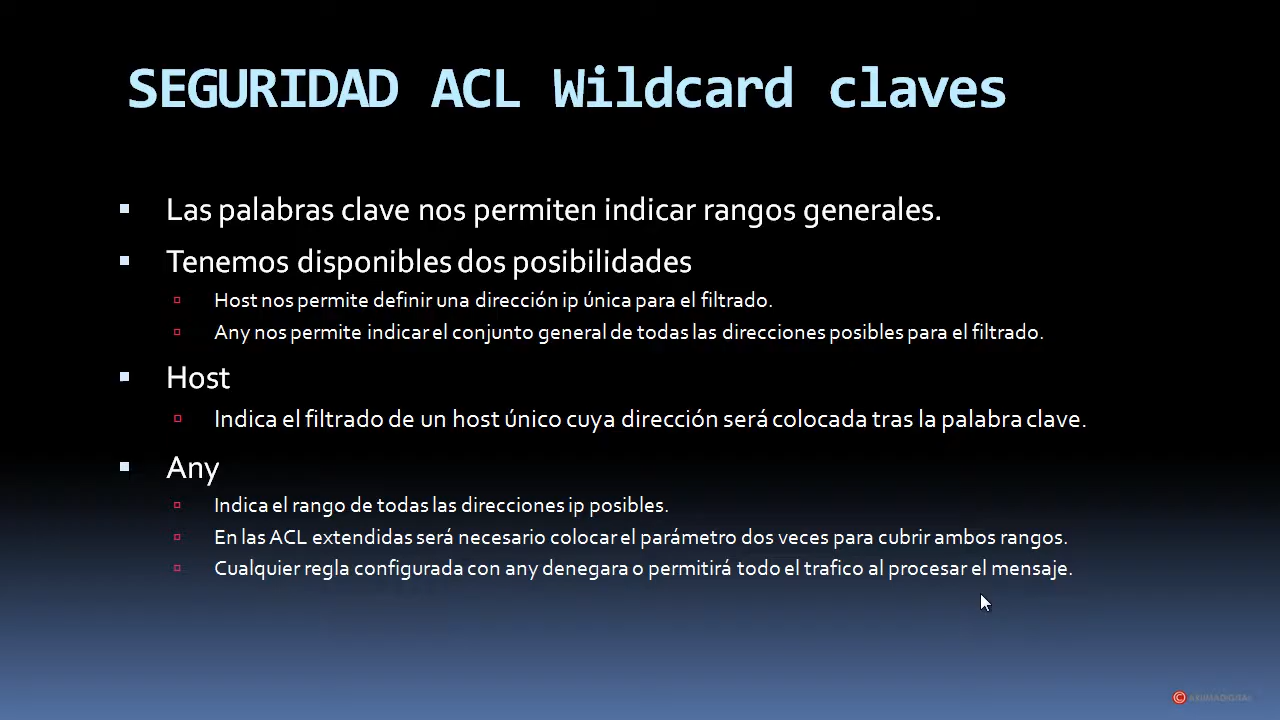 SEGURIDAD ACL Wildcard claves
Las palabras clave nos permiten indicar rangos generales.
Tenemos disponibles dos posibilidades
Host nos permite definir una dirección ip única para el filtrado.
Any nos permite indicar el conjunto general de todas las direcciones posibles para el filtrado.
Host
Indica el filtrado de un host único cuya dirección será colocada tras la palabra clave.
Any
Indica el rango de todas las direcciones ip posibles.
En las ACL extendidas será necesario colocar el parámetro dos veces para cubrir ambos rangos.
Cualquier regla configurada con any denegara o permitirá todo el trafico al procesar el mensaje.